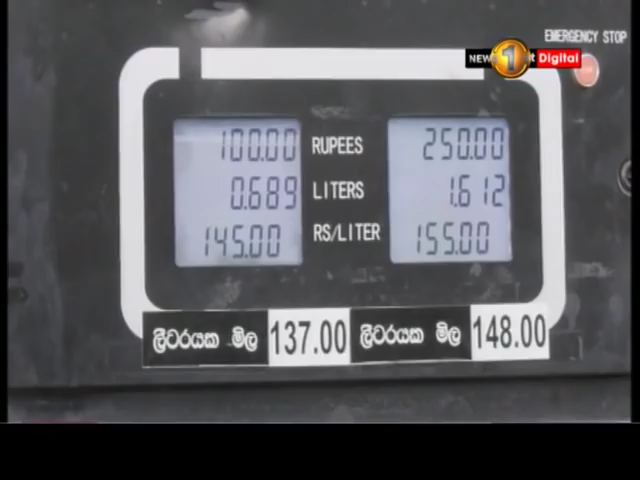 EMERGENCY STOP
NEWS 1st Digital
100.00 RUPEES 250.00
0.689 LITERS 1.612
145.00 RS/LITER 155.00
ලීටරයක මිල 137.00 ලීටරයක මිල 148.00